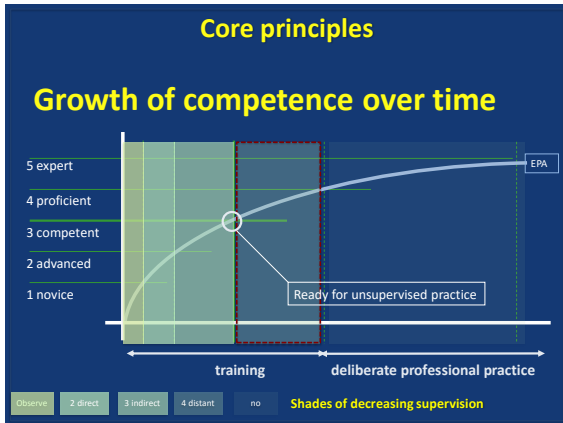 Core principles
Growth of competence over time
5 expert
EPA
4 proficient
3 competent
2 advanced
1 novice
Ready for unsupervised practice
training
deliberate professional practice
Observe
2 direct
3 indirect
4 distant
no
Shades of decreasing supervision